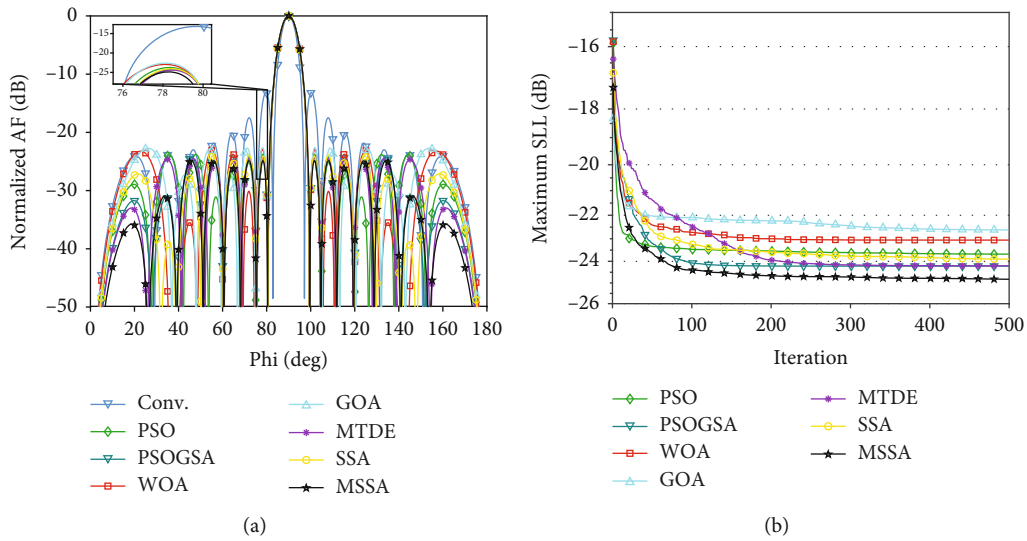 Normalized AF (dB)
0
−10
−20
−30
−40
−50
−15
−20
−25
76
78
80
0 20 40 60 80 100 120 140 160 180
Phi (deg)
Conv.
PSO
PSOGSA
WOA
GOA
MTDE
SSA
MSSA
(a)
Maximum SLL (dB)
−16
−18
−20
−22
−24
−26
0 100 200 300 400 500
Iteration
PSO
PSOGSA
WOA
GOA
MTDE
SSA
MSSA
(b)